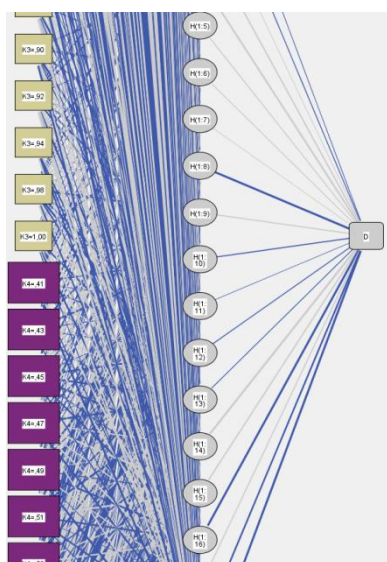 K3=,90
K3=,92
K3=,94
K3=,98
K3=1,00
K4=,41
K4=,43
K4=,45
K4=,47
K4=,49
K4=,51
H(1:5)
H(1:6)
H(1:7)
H(1:8)
H(1:9)
H(1:
10)
H(1:
11)
H(1:
12)
H(1:
13)
H(1:
14)
H(1:
15)
H(1:
16)
D